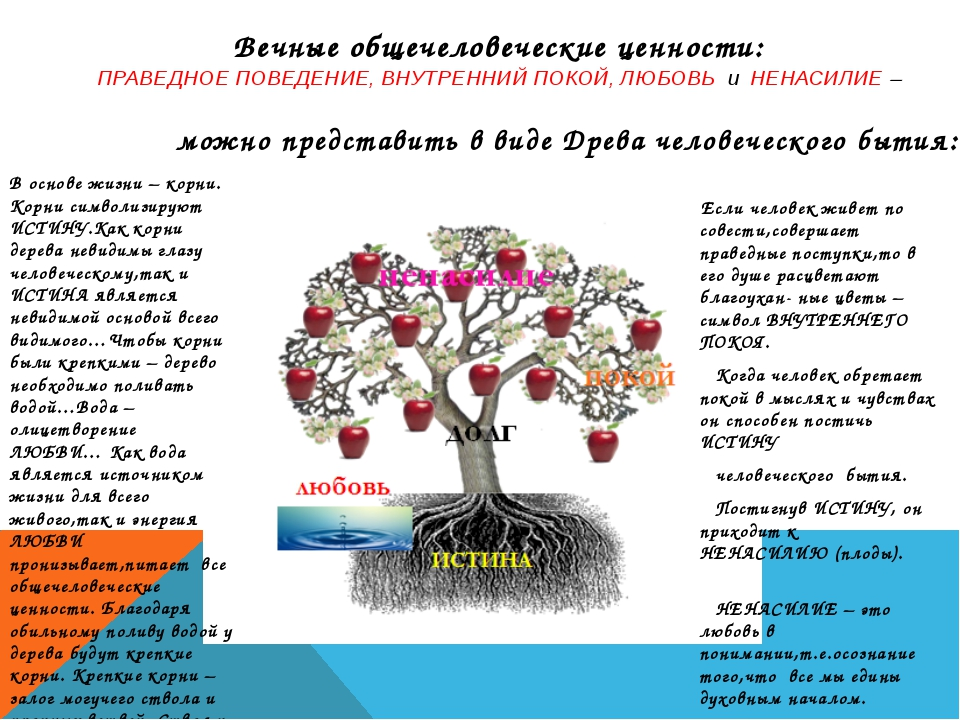 Вечные общечеловеческие ценности:
ПРАВЕДНОЕ ПОВЕДЕНИЕ, ВНУТРЕННИЙ ПОКОЙ, ЛЮБОВЬ и НЕНАСИЛИЕ –
можно представить в виде Древа человеческого бытия:
В основе жизни – корни.
Корни символизируют
ИСТИНУ.Как корни
дерева невидимы глазу
человеческому,так и
ИСТИНА является
невидимой основой всего
видимого...Чтобы корни
были крепкими – дерево
необходимо поливать
водой...Вода –
олицетворение
ЛЮБВИ... Как вода
является источником
жизни для всего
живого,так и энергия
ЛЮБВИ
пронизывает,питает все
общечеловеческие
ценности. Благодаря
обильному поливу водой у
дерева будут крепкие
корни. Крепкие корни –
залог могучего ствола и
ненасилие
покой
долг
любовь
ИСТИНА
Если человек живет по
совести,совершает
праведные поступки,то в
его душе расцветают
благоухан- ные цветы –
символ ВНУТРЕННЕГО
ПОКОЯ.
Когда человек обретает
покой в мыслях и чувствах
он способен постичь
ИСТИНУ
человеческого бытия.
Постигнув ИСТИНУ, он
приходит к
НЕНАСИЛИЮ (плоды).
НЕНАСИЛИЕ – это
любовь в
понимании,т.е.осознание
того,что все мы едины
духовным началом.